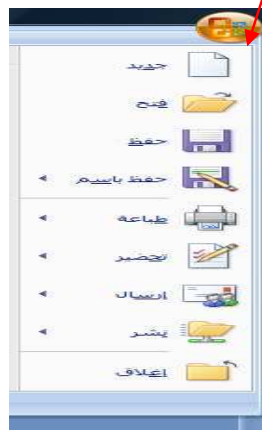 جديد
فتح
حفظ
حفظ باسم
طباعة
تحضير
إرسال
نشر
إغلاق